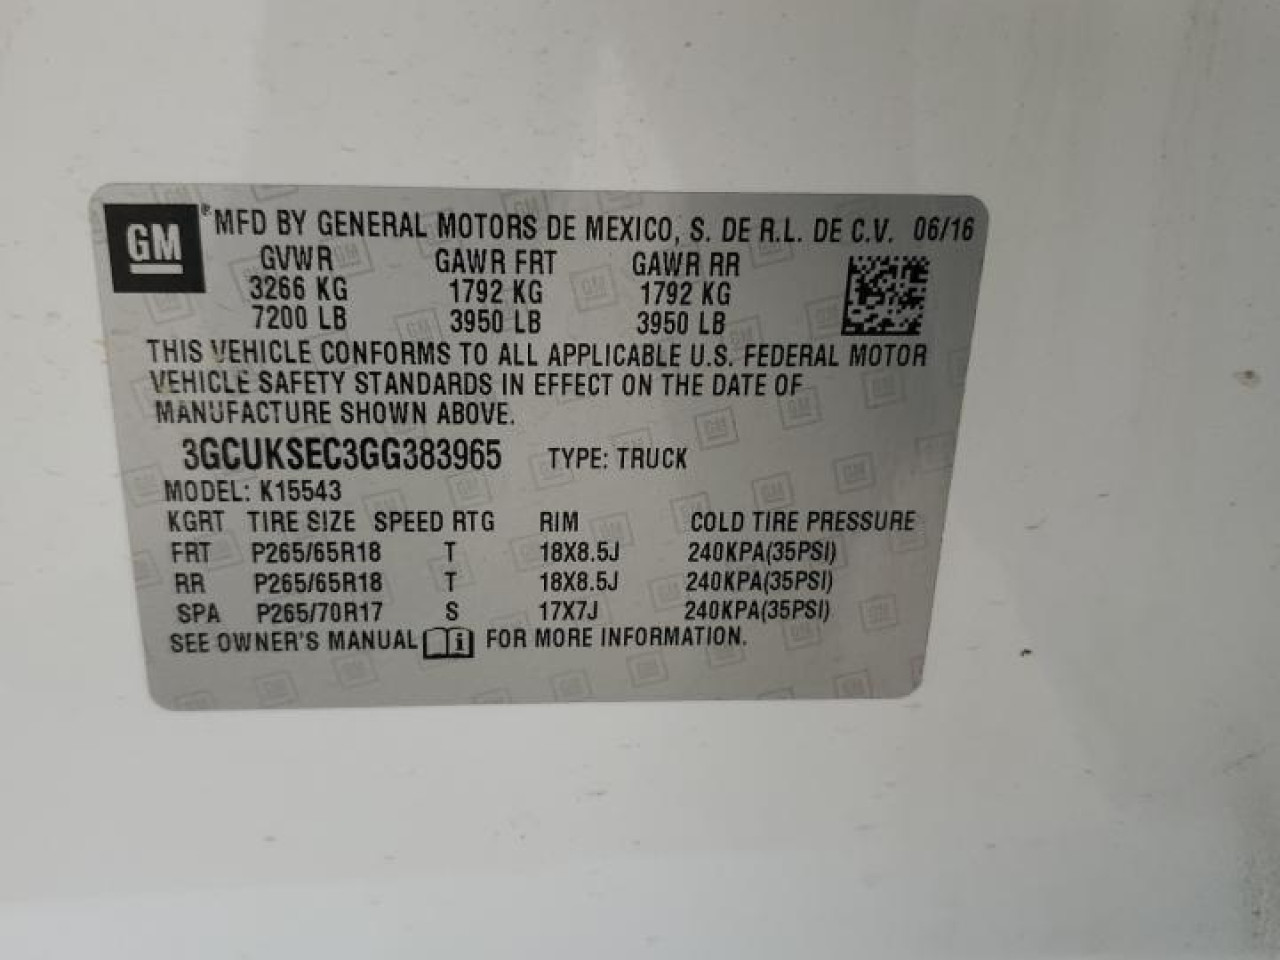 GM ® MFD BY GENERAL MOTORS DE MEXICO, S. DE R.L. DE C.V. 06/16
GVWR GAWR FRT GAWR RR
3266 KG 1792 KG 1792 KG
7200 LB 3950 LB 3950 LB
THIS VEHICLE CONFORMS TO ALL APPLICABLE U.S. FEDERAL MOTOR
VEHICLE SAFETY STANDARDS IN EFFECT ON THE DATE OF
MANUFACTURE SHOWN ABOVE.
3GCUKSEC3GG383965 TYPE: TRUCK
MODEL: K15543
KGRT TIRE SIZE SPEED RTG RIM COLD TIRE PRESSURE
FRT P265/65R18 T 18X8.5J 240KPA(35PSI)
RR P265/65R18 T 18X8.5J 240KPA(35PSI)
SPA P265/70R17 S 17X7J 240KPA(35PSI)
SEE OWNER'S MANUAL i FOR MORE INFORMATION.